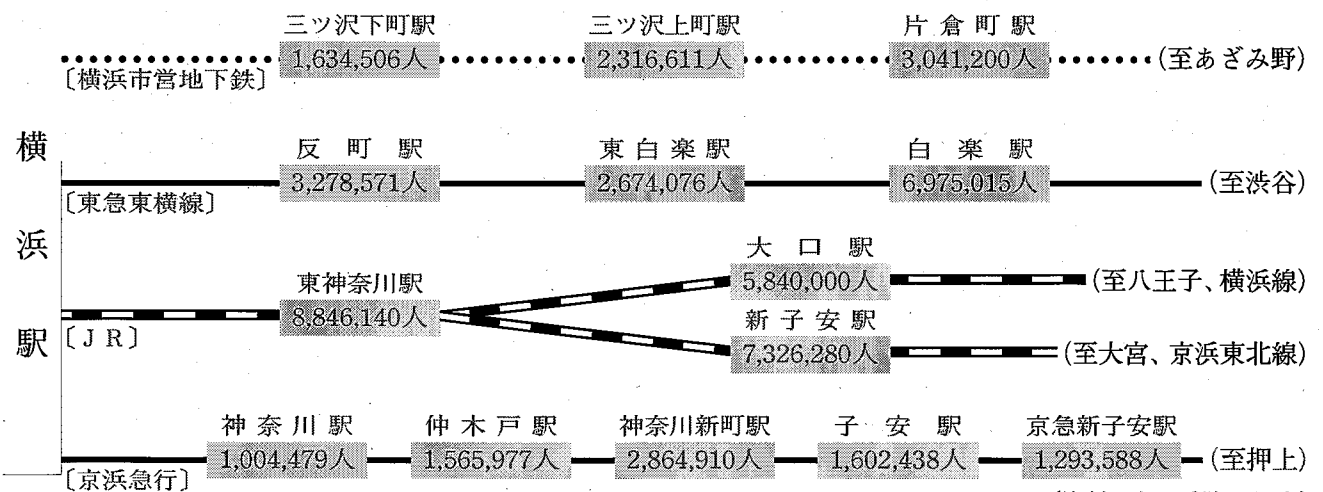 三ツ沢下町駅 三ツ沢上町駅 片倉町駅
1,634,506人 2,316,611人 3,041,200人 (至あざみ野)
〔横浜市営地下鉄〕
横浜駅
反町駅 東白楽駅 白楽駅
3,278,571人 2,674,076人 6,975,015人 (至渋谷)
〔東急東横線〕
大口駅
東神奈川駅 5,840,000人 (至八王子、横浜線)
8,846,140人 新子安駅
〔JR〕 7,326,280人 (至大宮、京浜東北線)
神奈川駅 仲木戸駅 神奈川新町駅 子安駅 京急新子安駅
1,004,479人 1,565,977人 2,864,910人 1,602,438人 1,293,588人 (至押上)
〔京浜急行〕